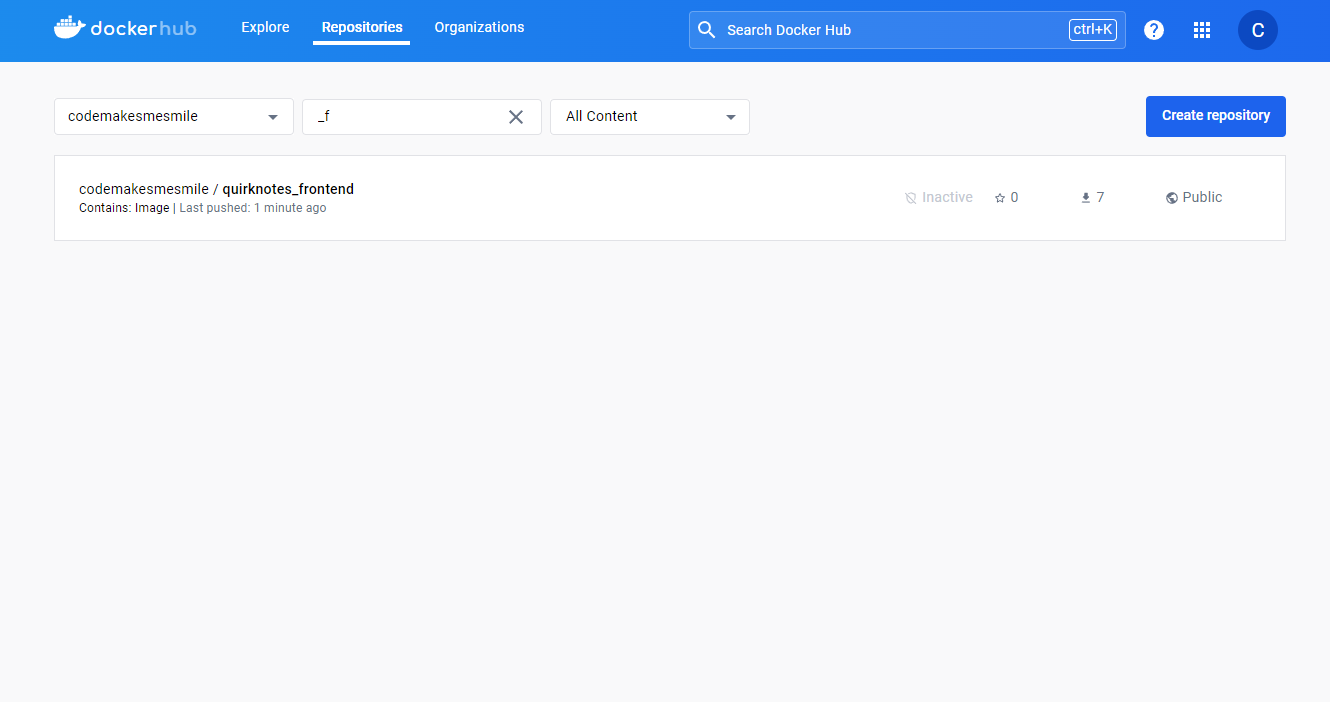 dockerhub Explore Repositories Organizations Search Docker Hub ctrl+K ? C
codemakesmesmile _f All Content Create repository
codemakesmesmile / quirknotes_frontend
Contains: Image | Last pushed: 1 minute ago
Inactive 0 7 Public